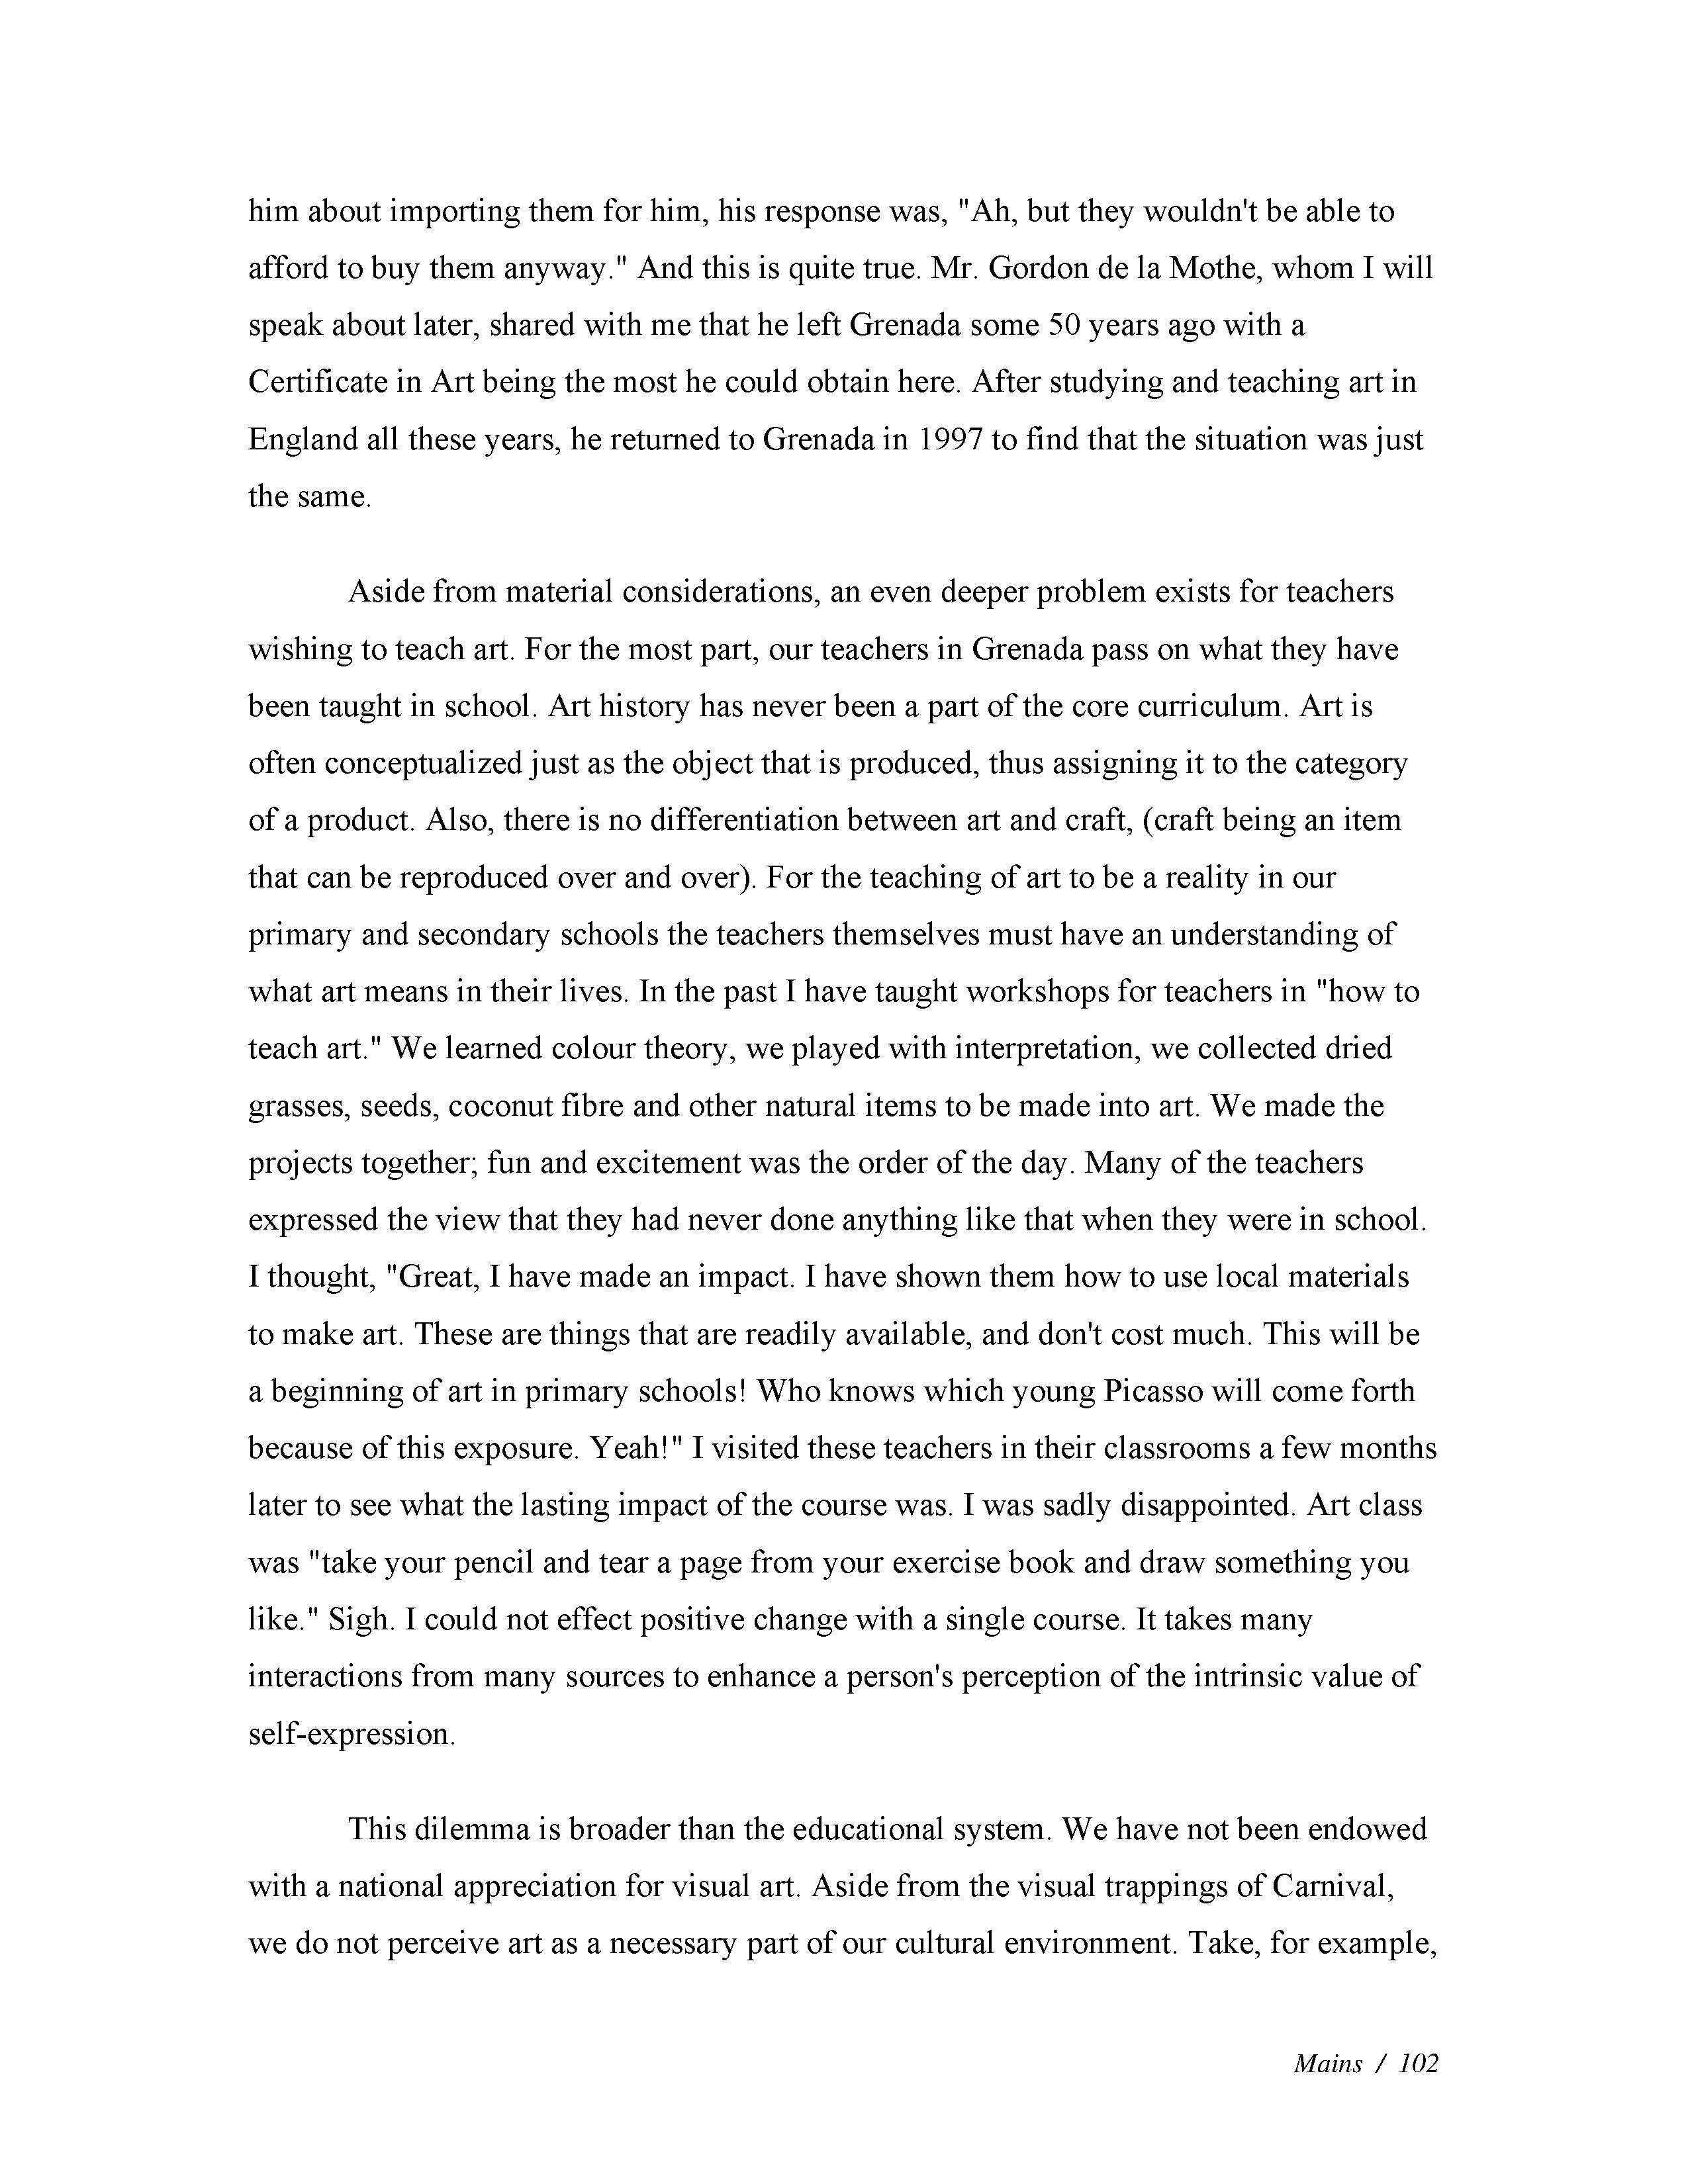 him about importing them for him, his response was, "Ah, but they wouldn't be able to
afford to buy them anyway." And this is quite true. Mr. Gordon de la Mothe, whom I will
speak about later, shared with me that he left Grenada some 50 years ago with a
Certificate in Art being the most he could obtain here. After studying and teaching art in
England all these years, he returned to Grenada in 1997 to find that the situation was just
the same.
Aside from material considerations, an even deeper problem exists for teachers
wishing to teach art. For the most part, our teachers in Grenada pass on what they have
been taught in school. Art history has never been a part of the core curriculum. Art is
often conceptualized just as the object that is produced, thus assigning it to the category
of a product. Also, there is no differentiation between art and craft, (craft being an item
that can be reproduced over and over). For the teaching of art to be a reality in our
primary and secondary schools the teachers themselves must have an understanding of
what art means in their lives. In the past I have taught workshops for teachers in "how to
teach art." We learned colour theory, we played with interpretation, we collected dried
grasses, seeds, coconut fibre and other natural items to be made into art. We made the
projects together; fun and excitement was the order of the day. Many of the teachers
expressed the view that they had never done anything like that when they were in school.
I thought, "Great, I have made an impact. I have shown them how to use local materials
to make art. These are things that are readily available, and don't cost much. This will be
a beginning of art in primary schools! Who knows which young Picasso will come forth
because of this exposure. Yeah!" I visited these teachers in their classrooms a few months
later to see what the lasting impact of the course was. I was sadly disappointed. Art class
was "take your pencil and tear a page from your exercise book and draw something you
like." Sigh. I could not effect positive change with a single course. It takes many
interactions from many sources to enhance a person's perception of the intrinsic value of
self-expression.
This dilemma is broader than the educational system. We have not been endowed
with a national appreciation for visual art. Aside from the visual trappings of Carnival,
we do not perceive art as a necessary part of our cultural environment. Take, for example,
Mains / 102